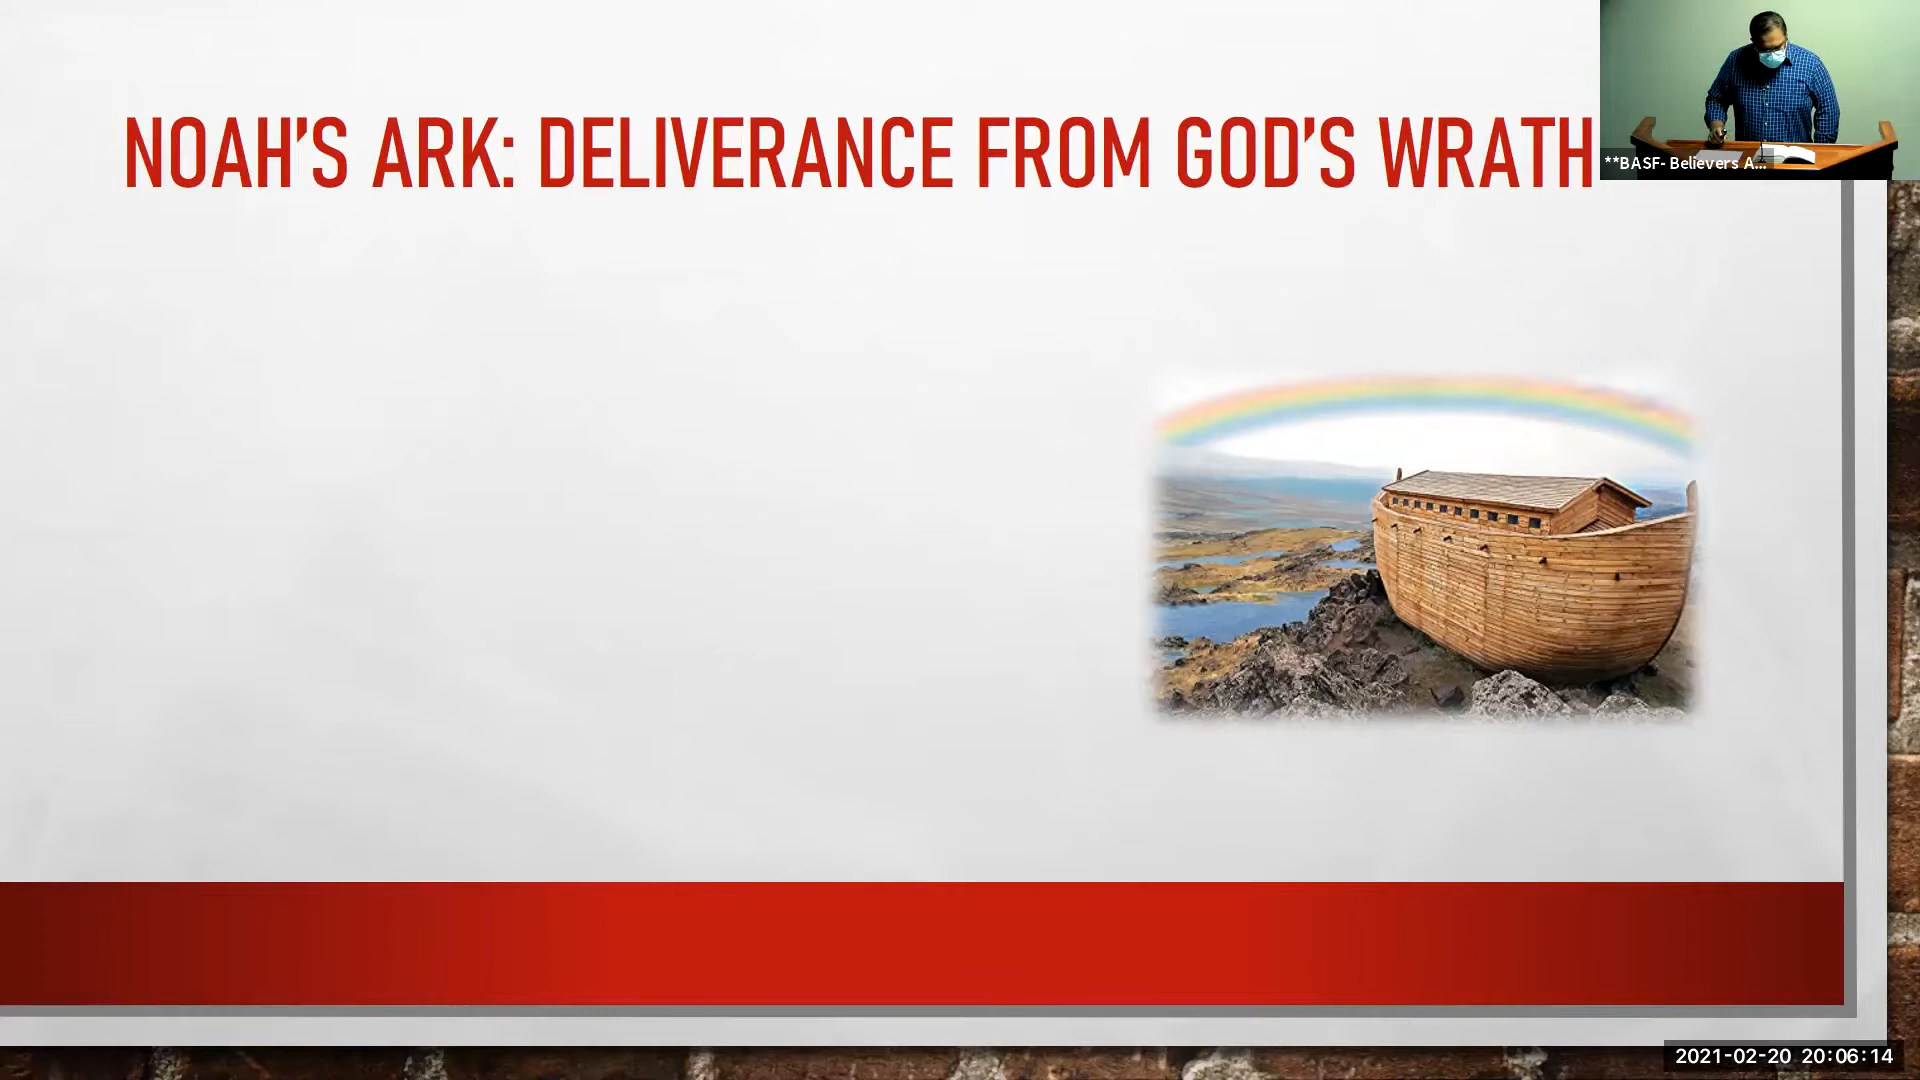 NOAH’S ARK: DELIVERANCE FROM GOD’S WRATH
**BASF- Believers A...
2021-02-20 20:06:14